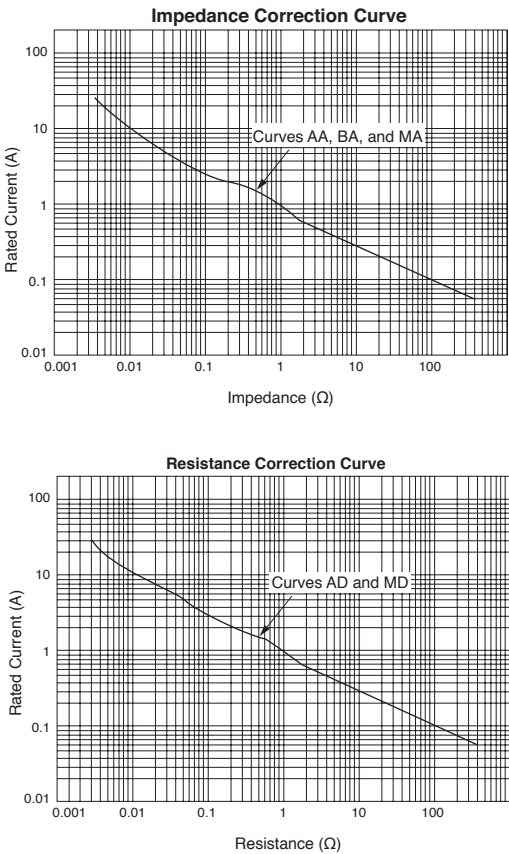 Impedance Correction Curve
Rated Current (A)
100
10
1
0.1
0.01
Curves AA, BA, and MA
0.001 0.01 0.1 1 10 100
Impedance (Ω)
Resistance Correction Curve
Rated Current (A)
100
10
1
0.1
0.01
Curves AD and MD
0.001 0.01 0.1 1 10 100
Resistance (Ω)